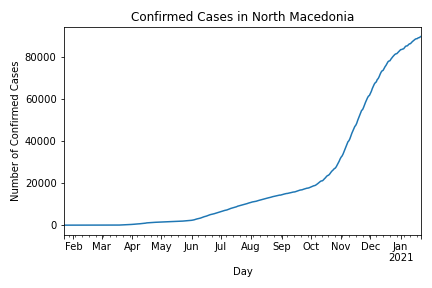 Confirmed Cases in North Macedonia
Number of Confirmed Cases
80000
60000
40000
20000
0
Feb Mar Apr May Jun Jul Aug Sep Oct Nov Dec Jan
2021
Day